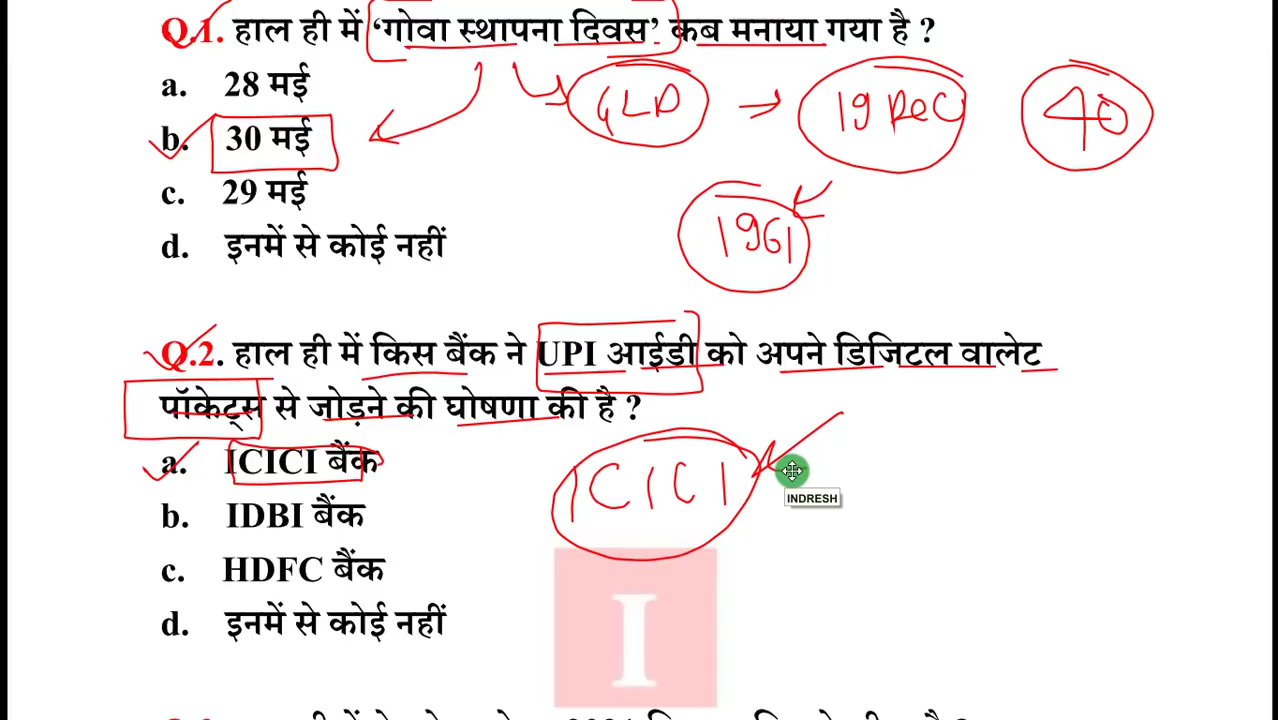 Q.1. हाल ही में ‘गोवा स्थापना दिवस’ कब मनाया गया है ?
a. 28 मई
GLD → 19 Dec 40
b. 30 मई
c. 29 मई
1961
d. इनमें से कोई नहीं
Q.2. हाल ही में किस बैंक ने UPI आईडी को अपने डिजिटल वालेट
पॉकेट्स से जोड़ने की घोषणा की है ?
a. ICICI बैंक
ICICI
INDRESH
b. IDBI बैंक
c. HDFC बैंक
d. इनमें से कोई नहीं
I